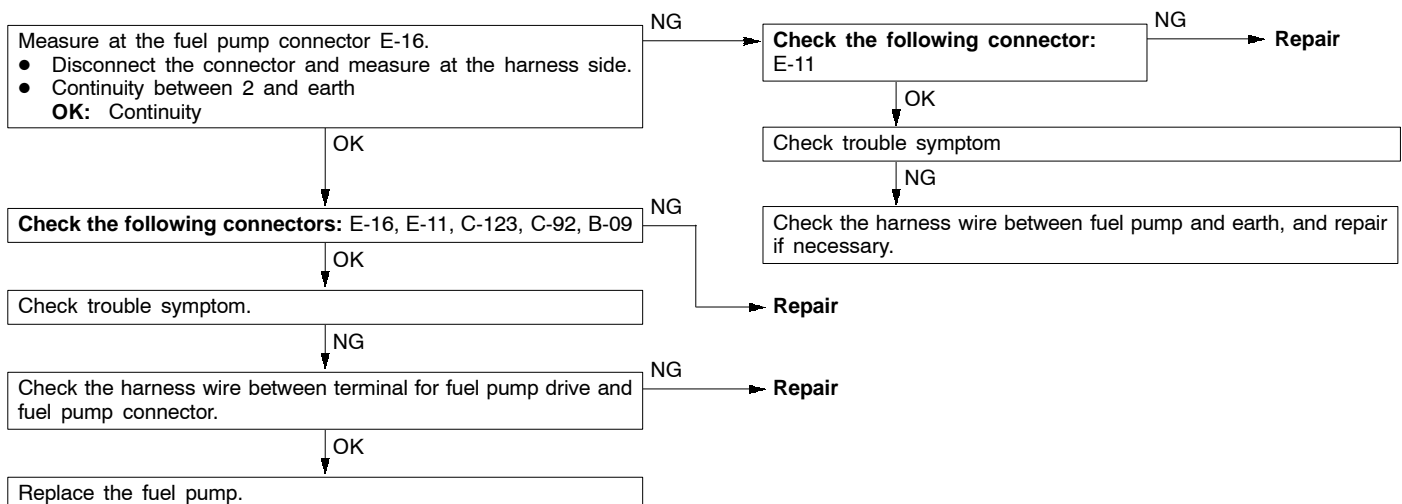 Measure at the fuel pump connector E-16.
● Disconnect the connector and measure at the harness side.
● Continuity between 2 and earth
OK: Continuity
NG
OK
Check the following connector:
E-11
NG
Repair
OK
Check trouble symptom
NG
Check the harness wire between fuel pump and earth, and repair
if necessary.
Check the following connectors: E-16, E-11, C-123, C-92, B-09
NG
Repair
OK
Check trouble symptom.
NG
Check the harness wire between terminal for fuel pump drive and
fuel pump connector.
NG
Repair
OK
Replace the fuel pump.